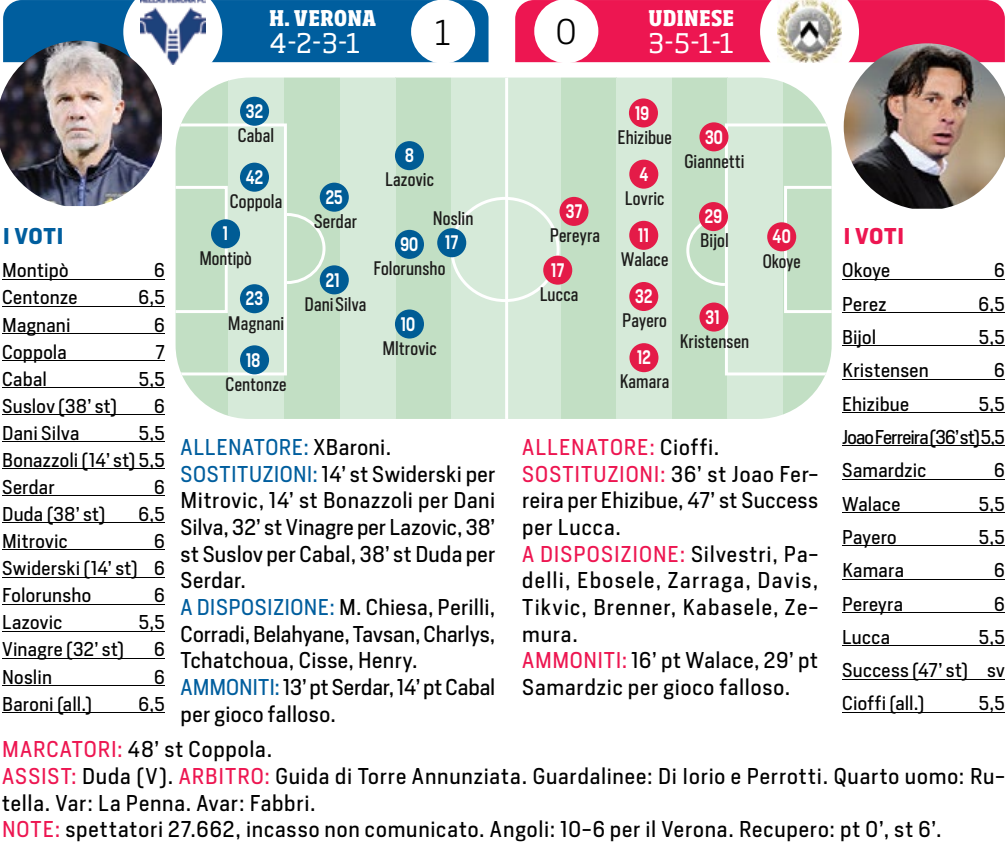 HELLAS VERONA FC
H. VERONA
4-2-3-1
1
0
UDINESE
3-5-1-1
32
Cabal
42
Coppola
1
Montipò
23
Magnani
18
Centonze
25
Serdar
21
Dani Silva
8
Lazovic
90
Folorunsho
10
MItrovic
Noslin
17
37
Pereyra
17
Lucca
19
Ehizibue
4
Lovric
11
Walace
32
Payero
12
Kamara
30
Giannetti
29
Bijol
31
Kristensen
40
Okoye
I VOTI
Montipò 6
Centonze 6,5
Magnani 6
Coppola 7
Cabal 5,5
Suslov (38' st) 6
Dani Silva 5,5
Bonazzoli (14' st) 5,5
Serdar 6
Duda (38' st) 6,5
Mitrovic 6
Swiderski (14' st) 6
Folorunsho 6
Lazovic 5,5
Vinagre (32' st) 6
Noslin 6
Baroni (all.) 6,5
ALLENATORE: XBaroni.
SOSTITUZIONI: 14' st Swiderski per
Mitrovic, 14' st Bonazzoli per Dani
Silva, 32' st Vinagre per Lazovic, 38'
st Suslov per Cabal, 38' st Duda per
Serdar.
A DISPOSIZIONE: M. Chiesa, Perilli,
Corradi, Belahyane, Tavsan, Charlys,
Tchatchoua, Cisse, Henry.
AMMONITI: 13' pt Serdar, 14' pt Cabal
per gioco falloso.
ALLENATORE: Cioffi.
SOSTITUZIONI: 36' st Joao Fer-
reira per Ehizibue, 47' st Success
per Lucca.
A DISPOSIZIONE: Silvestri, Pa-
delli, Ebosele, Zarraga, Davis,
Tikvic, Brenner, Kabasele, Ze-
mura.
AMMONITI: 16' pt Walace, 29' pt
Samardzic per gioco falloso.
I VOTI
Okoye 6
Perez 6,5
Bijol 5,5
Kristensen 6
Ehizibue 5,5
Joao Ferreira (36' st) 5,5
Samardzic 6
Walace 5,5
Payero 5,5
Kamara 6
Pereyra 6
Lucca 5,5
Success (47' st) sv
Cioffi (all.) 5,5
MARCATORI: 48' st Coppola.
ASSIST: Duda (V). ARBITRO: Guida di Torre Annunziata. Guardalinee: Di Iorio e Perrotti. Quarto uomo: Ru-
tella. Var: La Penna. Avar: Fabbri.
NOTE: spettatori 27.662, incasso non comunicato. Angoli: 10-6 per il Verona. Recupero: pt 0', st 6'.